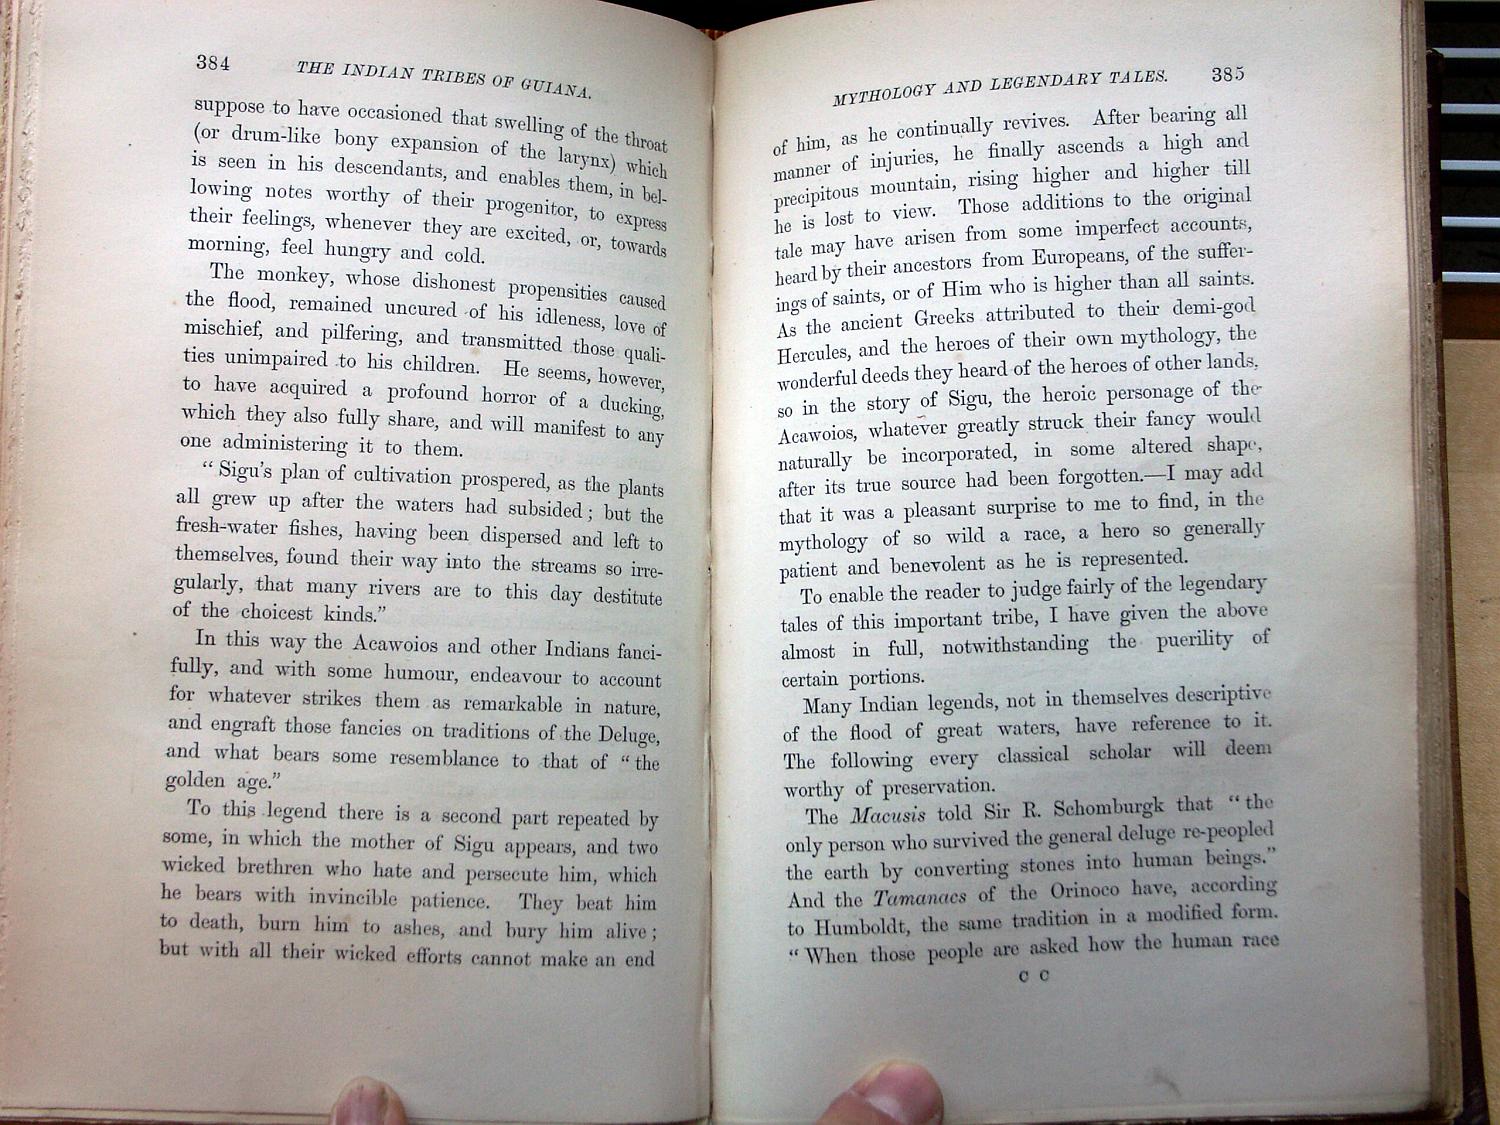 384
THE INDIAN TRIBES OF GUIANA.
suppose to have occasioned that swelling of the throat
(or drum-like bony expansion of the larynx) which
is seen in his descendants, and enables them, in bel-
lowing notes worthy of their progenitor, to express
their feelings, whenever they are excited, or, towards
morning, feel hungry and cold.
The monkey, whose dishonest propensities caused
the flood, remained uncured of his idleness, love of
mischief, and pilfering, and transmitted those quali-
ties unimpaired to his children. He seems, however,
to have acquired a profound horror of a ducking,
which they also fully share, and will manifest to any
one administering it to them.
“Sigu's plan of cultivation prospered, as the plants
all grew up after the waters had subsided; but the
fresh-water fishes, having been dispersed and left to
themselves, found their way into the streams so irre-
gularly, that many rivers are to this day destitute
of the choicest kinds.”
In this way the Acawoios and other Indians fanci-
fully, and with some humour, endeavour to account
for whatever strikes them as remarkable in nature,
and engraft those fancies on traditions of the Deluge,
and what bears some resemblance to that of “the
golden age.”
To this legend there is a second part repeated by
some, in which the mother of Sigu appears, and two
wicked brethren who hate and persecute him, which
he bears with invincible patience. They beat him
to death, burn him to ashes, and bury him alive;
but with all their wicked efforts cannot make an end
MYTHOLOGY AND LEGENDARY TALES.
385
of him, as he continually revives. After bearing all
manner of injuries, he finally ascends a high and
precipitous mountain, rising higher and higher till
he is lost to view. Those additions to the original
tale may have arisen from some imperfect accounts,
heard by their ancestors from Europeans, of the suffer-
ings of saints, or of Him who is higher than all saints.
As the ancient Greeks attributed to their demi-god
Hercules, and the heroes of their own mythology, the
wonderful deeds they heard of the heroes of other lands,
so in the story of Sigu, the heroic personage of the
Acawoios, whatever greatly struck their fancy would
naturally be incorporated, in some altered shape,
after its true source had been forgotten.—I may add
that it was a pleasant surprise to me to find, in the
mythology of so wild a race, a hero so generally
patient and benevolent as he is represented.
To enable the reader to judge fairly of the legendary
tales of this important tribe, I have given the above
almost in full, notwithstanding the puerility of
certain portions.
Many Indian legends, not in themselves descriptive
of the flood of great waters, have reference to it.
The following every classical scholar will deem
worthy of preservation.
The Macusis told Sir R. Schomburgk that “the
only person who survived the general deluge re-peopled
the earth by converting stones into human beings.”
And the Tamanacs of the Orinoco have, according
to Humboldt, the same tradition in a modified form.
“When those people are asked how the human race
C C